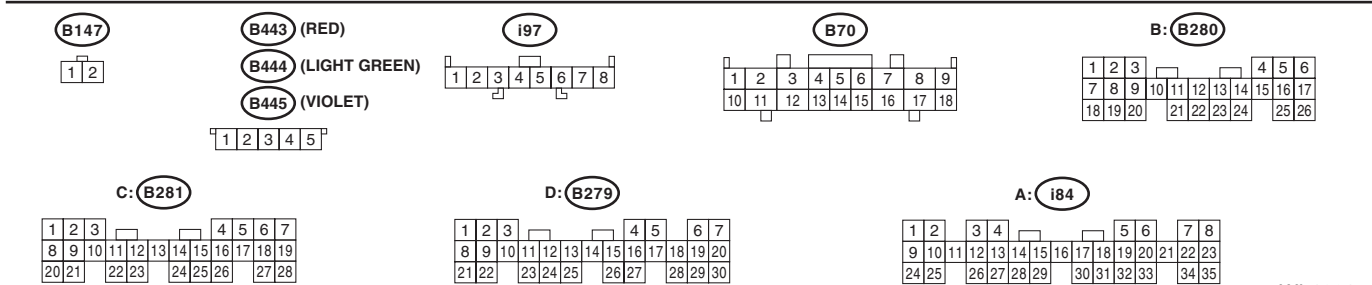 B147
1 2
B443 (RED)
B444 (LIGHT GREEN)
B445 (VIOLET)
1 2 3 4 5
i97
1 2 3 4 5 6 7 8
B70
1 2 3 4 5 6 7 8 9
10 11 12 13 14 15 16 17 18
B: B280
1 2 3 4 5 6
7 8 9 10 11 12 13 14 15 16 17
18 19 20 21 22 23 24 25 26
C: B281
1 2 3 4 5 6 7
8 9 10 11 12 13 14 15 16 17 18 19
20 21 22 23 24 25 26 27 28
D: B279
1 2 3 4 5 6 7
8 9 10 11 12 13 14 15 16 17 18 19 20
21 22 23 24 25 26 27 28 29 30
A: i84
1 2 3 4 5 6 7 8
9 10 11 12 13 14 15 16 17 18 19 20 21 22 23
24 25 26 27 28 29 30 31 32 33 34 35